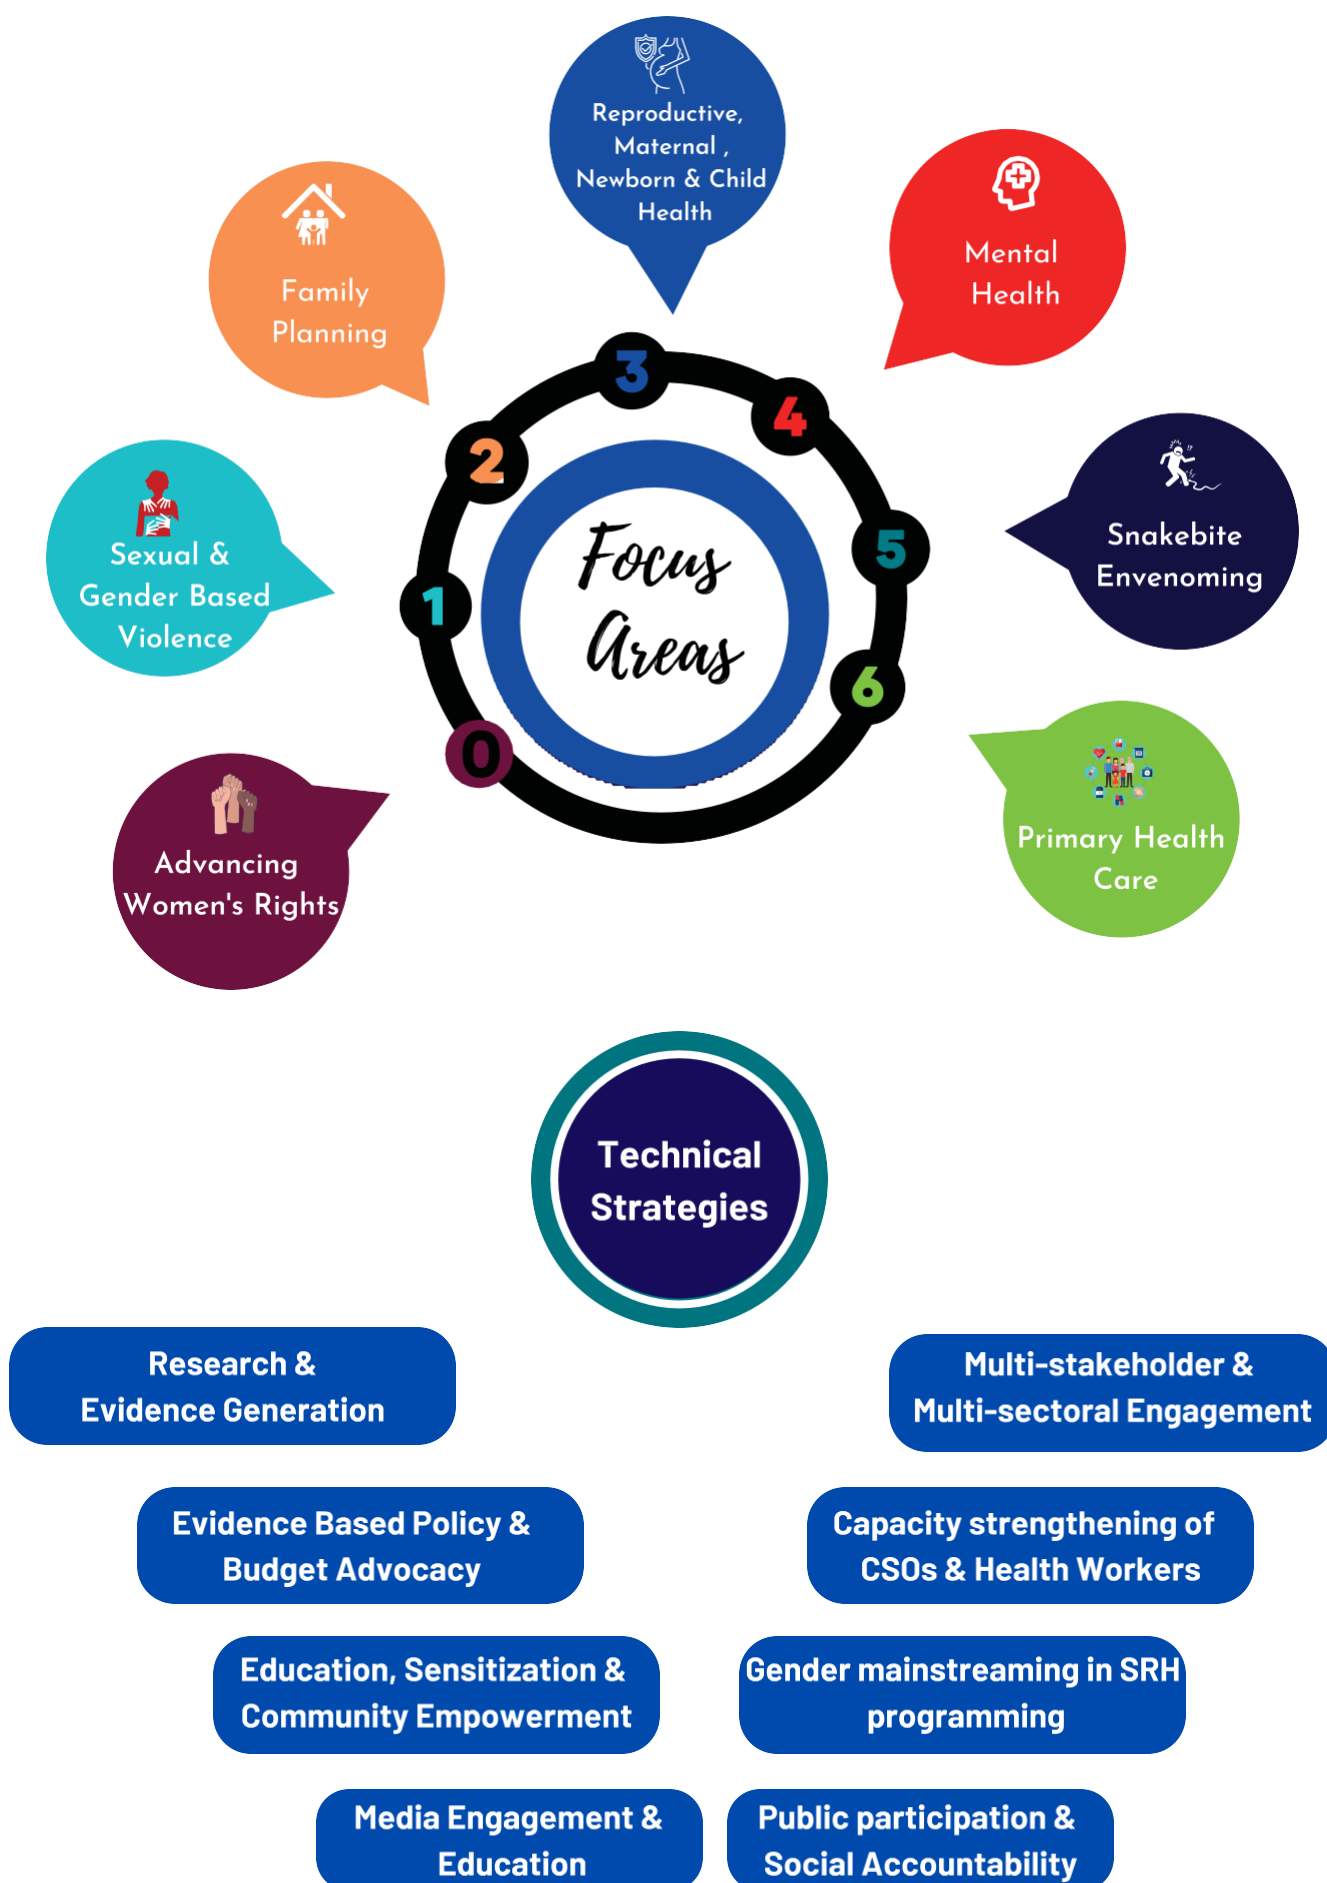 Reproductive,
Maternal ,
Newborn & Child
Health
Mental
Health
Family
Planning
3
4
2
Snakebite
Envenoming
Sexual &
Gender Based
Violence
Focus
Areas
5
1
6
0
Primary Health
Care
Advancing
Women's Rights
Technical
Strategies
Research &
Evidence Generation
Multi-stakeholder &
Multi-sectoral Engagement
Evidence Based Policy &
Budget Advocacy
Capacity strengthening of
CSOs & Health Workers
Education, Sensitization &
Community Empowerment
Gender mainstreaming in SRH
programming
Media Engagement &
Education
Public participation &
Social Accountability